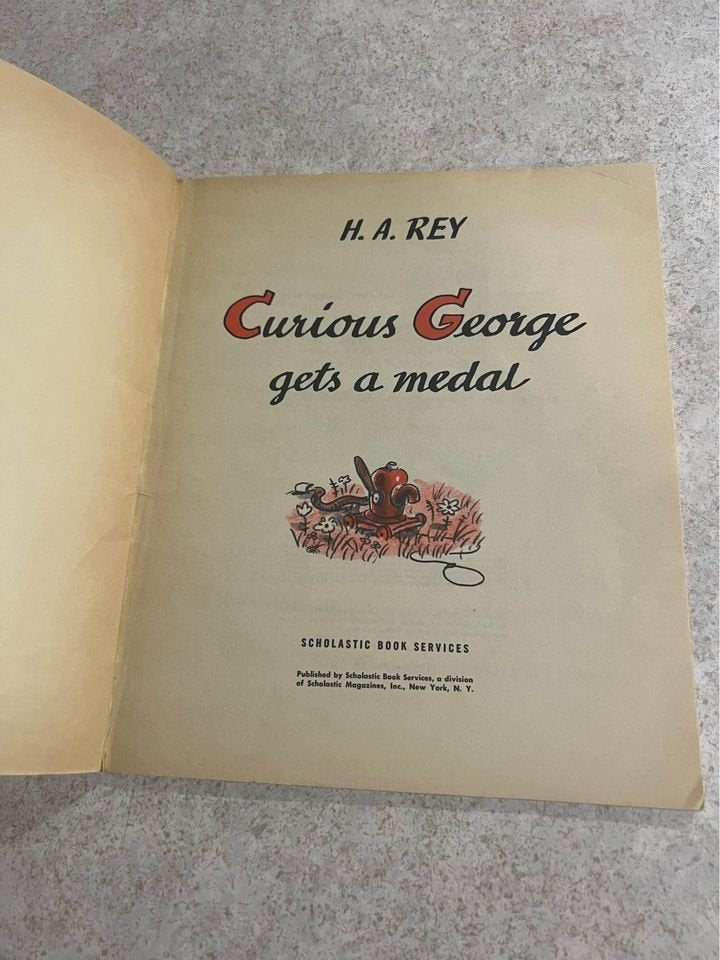 H. A. REY
Curious George
gets a medal
SCHOLASTIC BOOK SERVICES
Published by Scholastic Book Services, a division
of Scholastic Magazines, Inc., New York, N. Y.